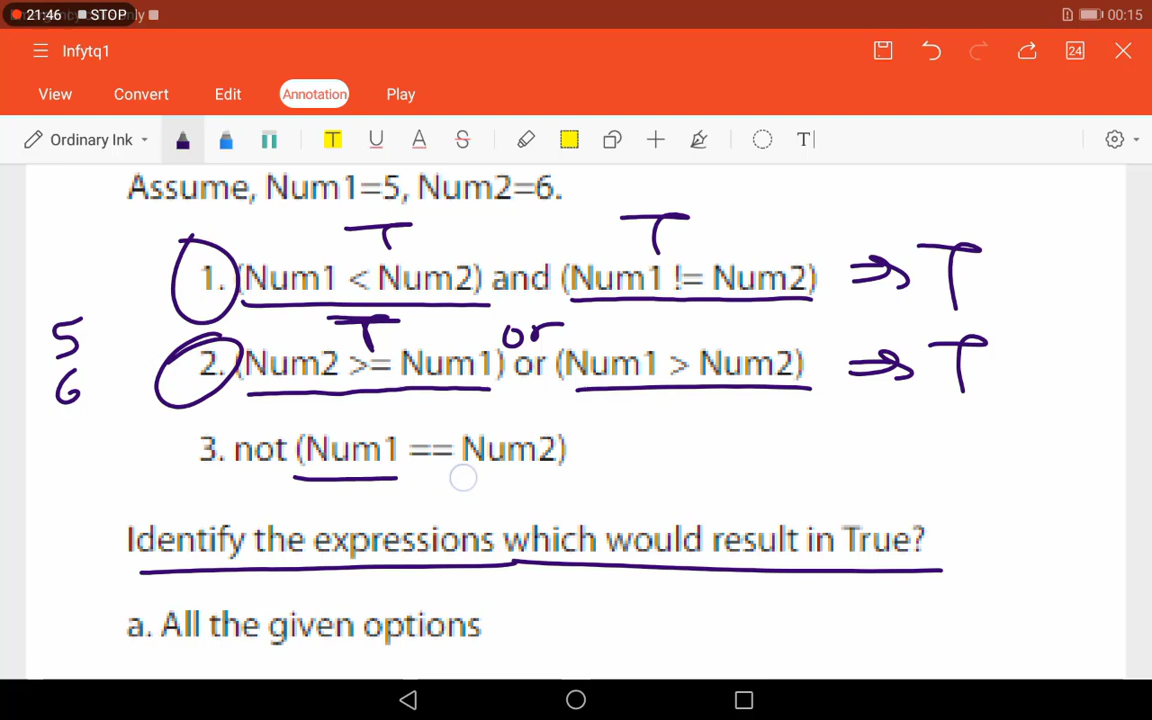 21:46 STOP nly 00:15
Infytq1 24
View Convert Edit Annotation Play
Ordinary Ink T U A S T
Assume, Num1=5, Num2=6.
T T
1. (Num1 < Num2) and (Num1 != Num2) ⇒ T
T or
5
2. (Num2 >= Num1) or (Num1 > Num2) ⇒ T
6
3. not (Num1 == Num2)
Identify the expressions which would result in True?
a. All the given options